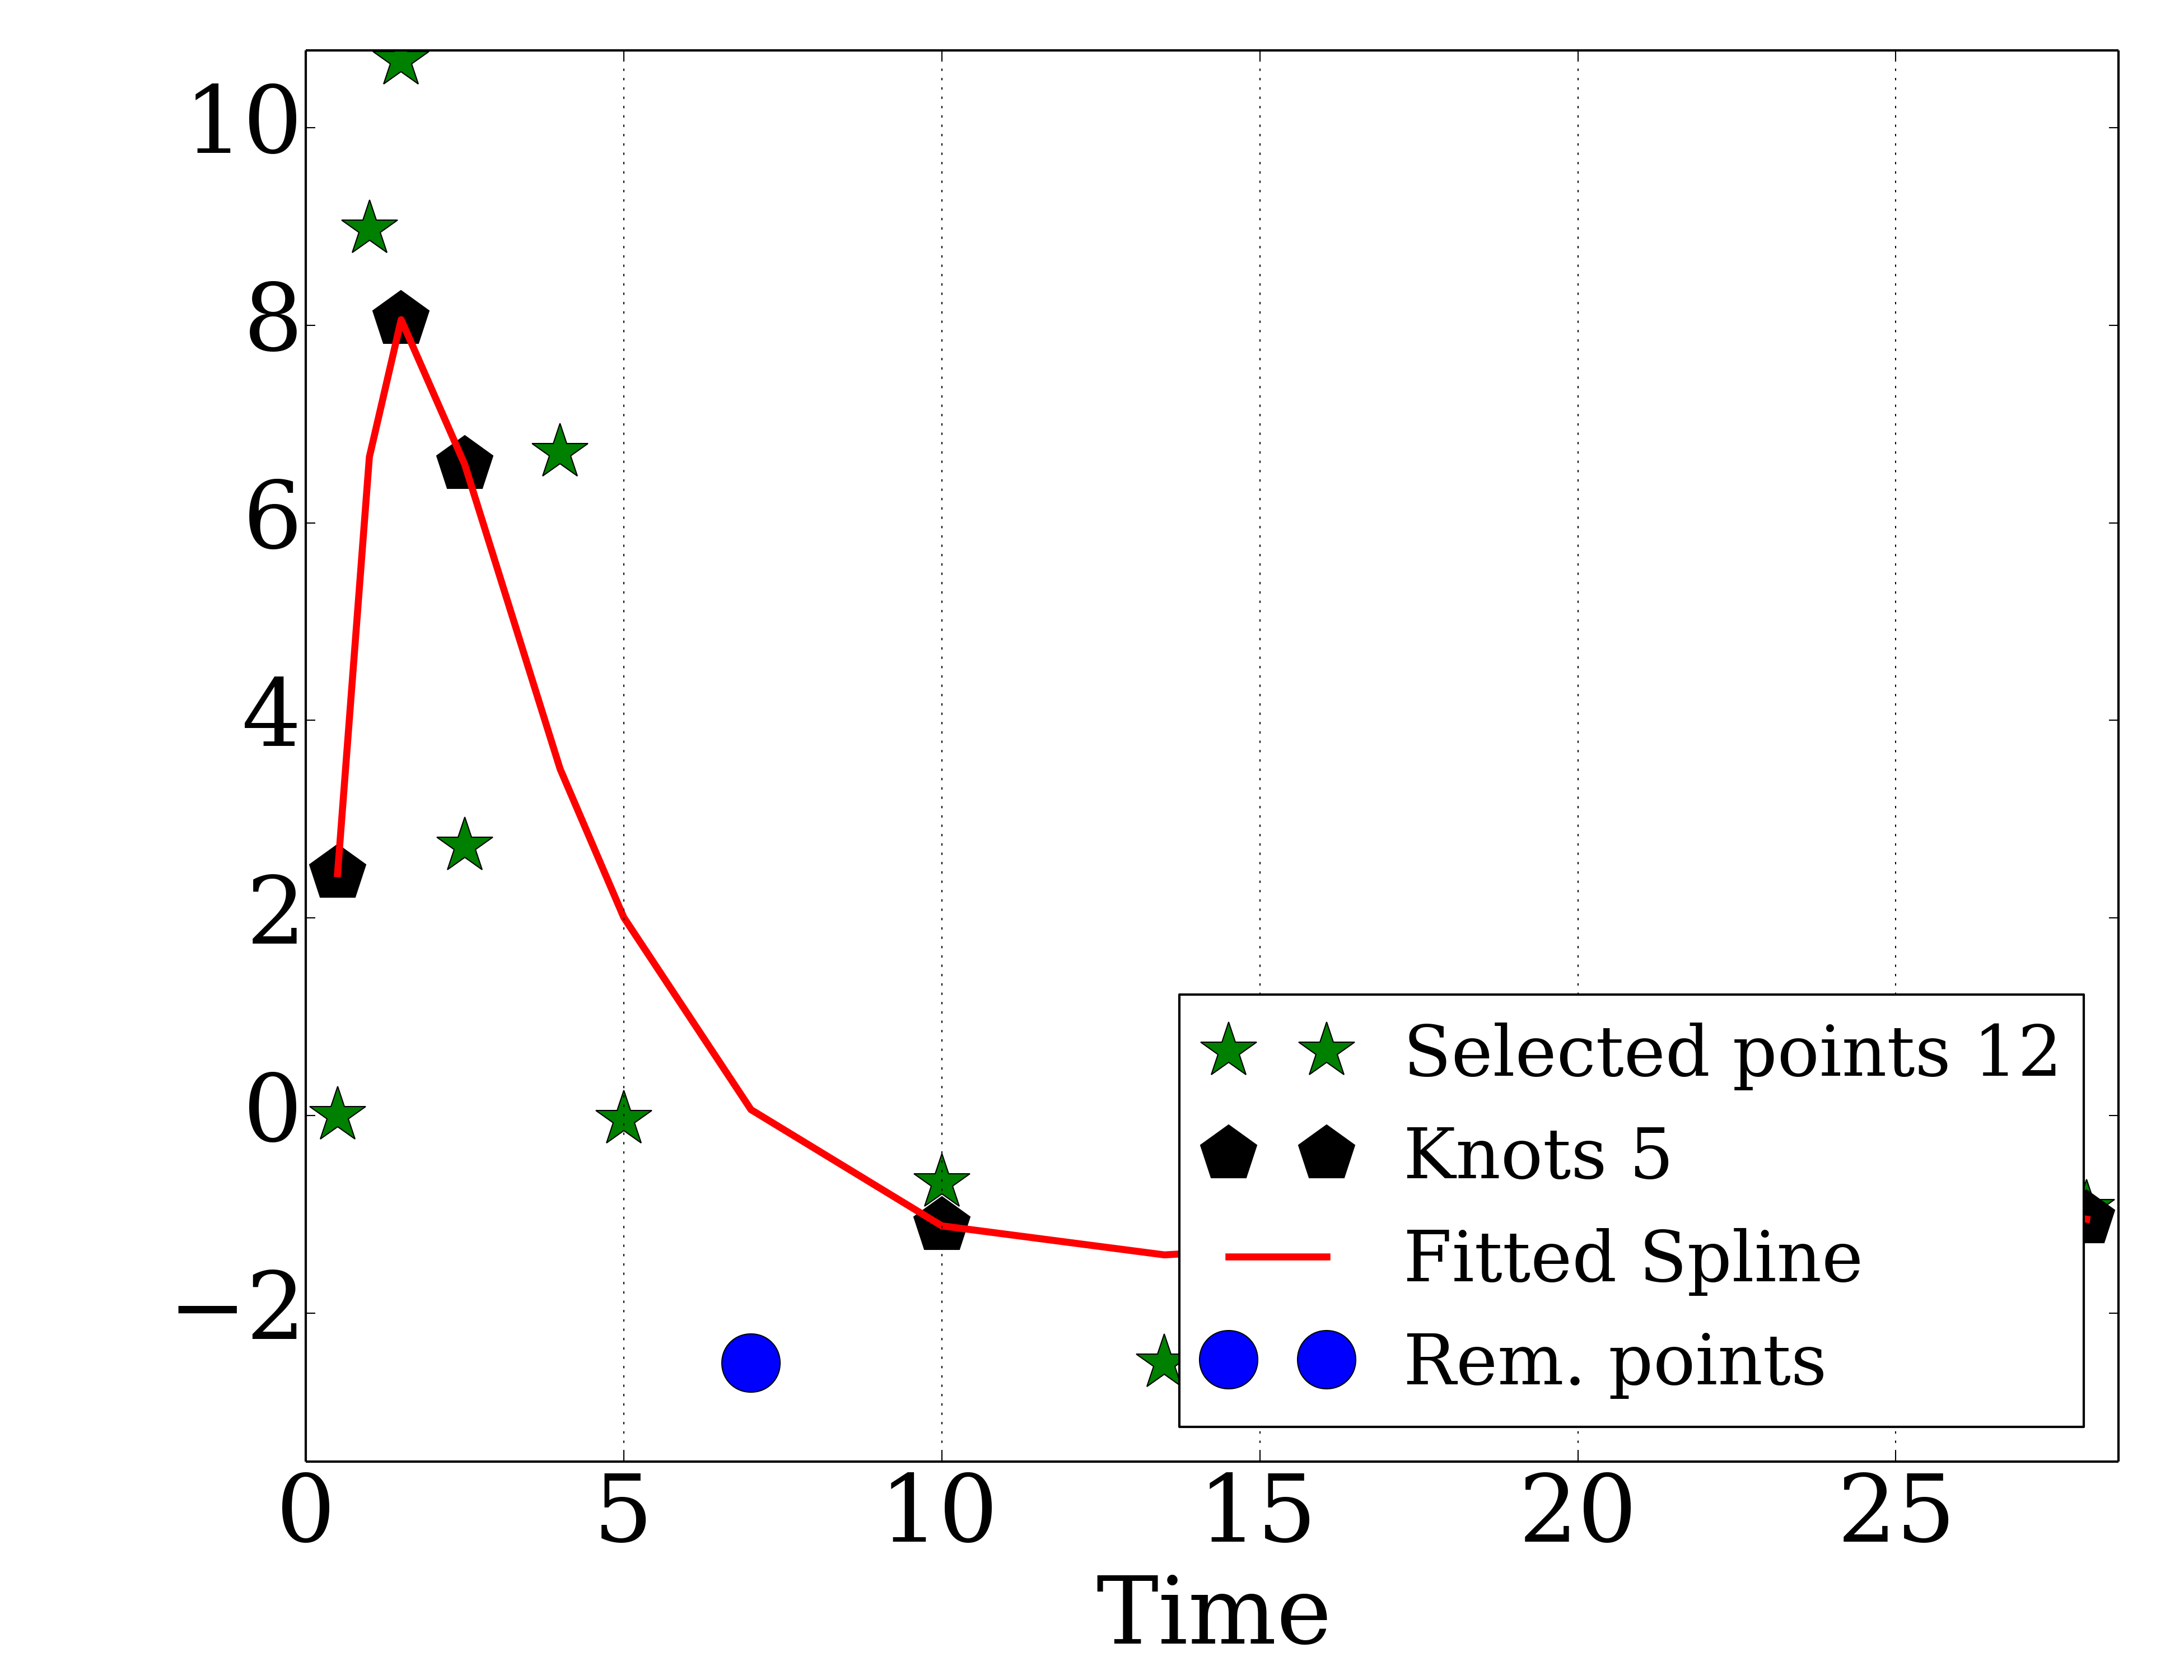 10
8
6
4
2
0
−2
Selected points 12
Knots 5
Fitted Spline
Rem. points
0 5 10 15 20 25
Time